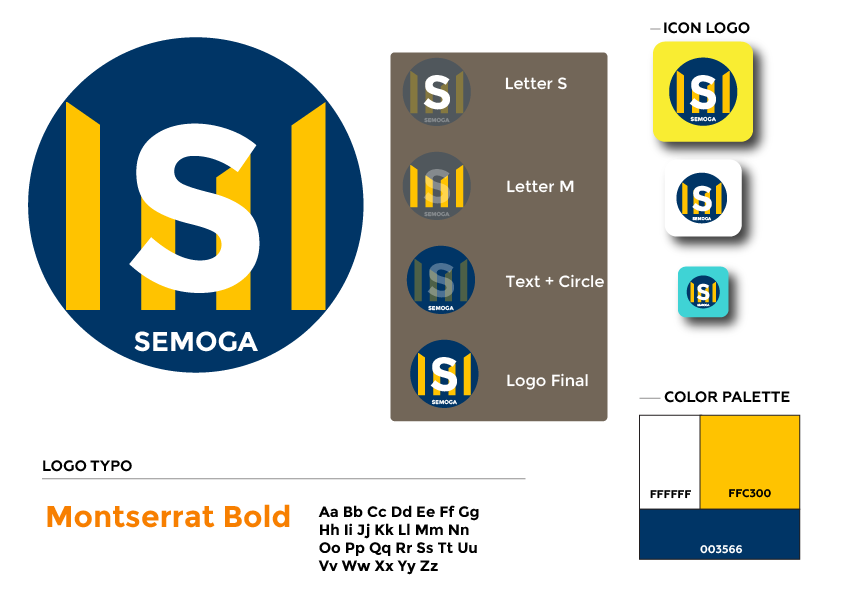 S
SEMOGA
S
SEMOGA
Letter S
S
SEMOGA
Letter M
S
SEMOGA
Text + Circle
S
SEMOGA
Logo Final
ICON LOGO
S
SEMOGA
S
SEMOGA
S
SEMOGA
COLOR PALETTE
FFFFFF
FFC300
003566
LOGO TYPO
Montserrat Bold
Aa Bb Cc Dd Ee Ff Gg
Hh Ii Jj Kk Ll Mm Nn
Oo Pp Qq Rr Ss Tt Uu
Vv Ww Xx Yy Zz